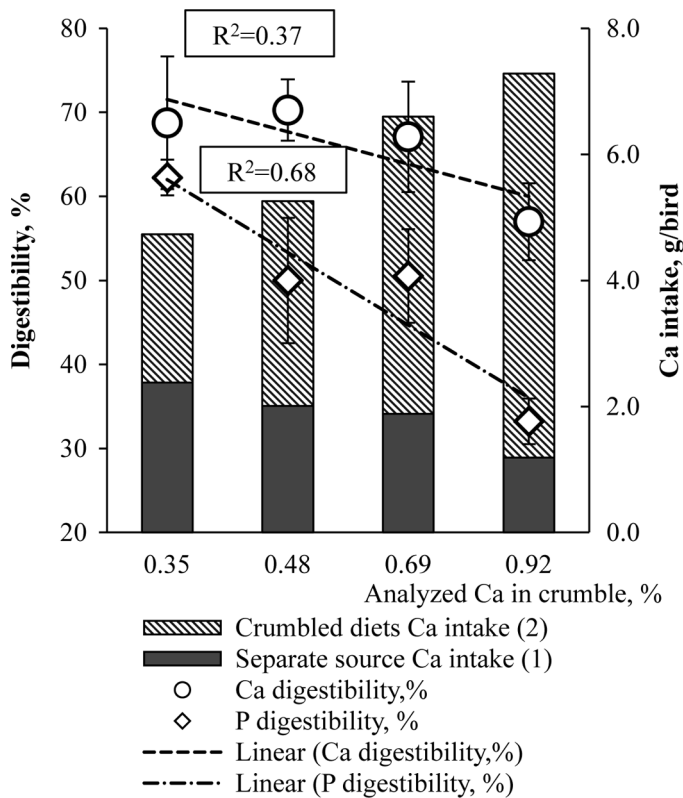 80
70
60
50
40
30
20
Digestibility, %
R²=0.37
R²=0.68
8.0
6.0
4.0
2.0
0.0
Ca intake, g/bird
0.35 0.48 0.69 0.92
Analyzed Ca in crumble, %
Crumbled diets Ca intake (2)
Separate source Ca intake (1)
Ca digestibility,%
P digestibility, %
Linear (Ca digestibility,%)
Linear (P digestibility, %)